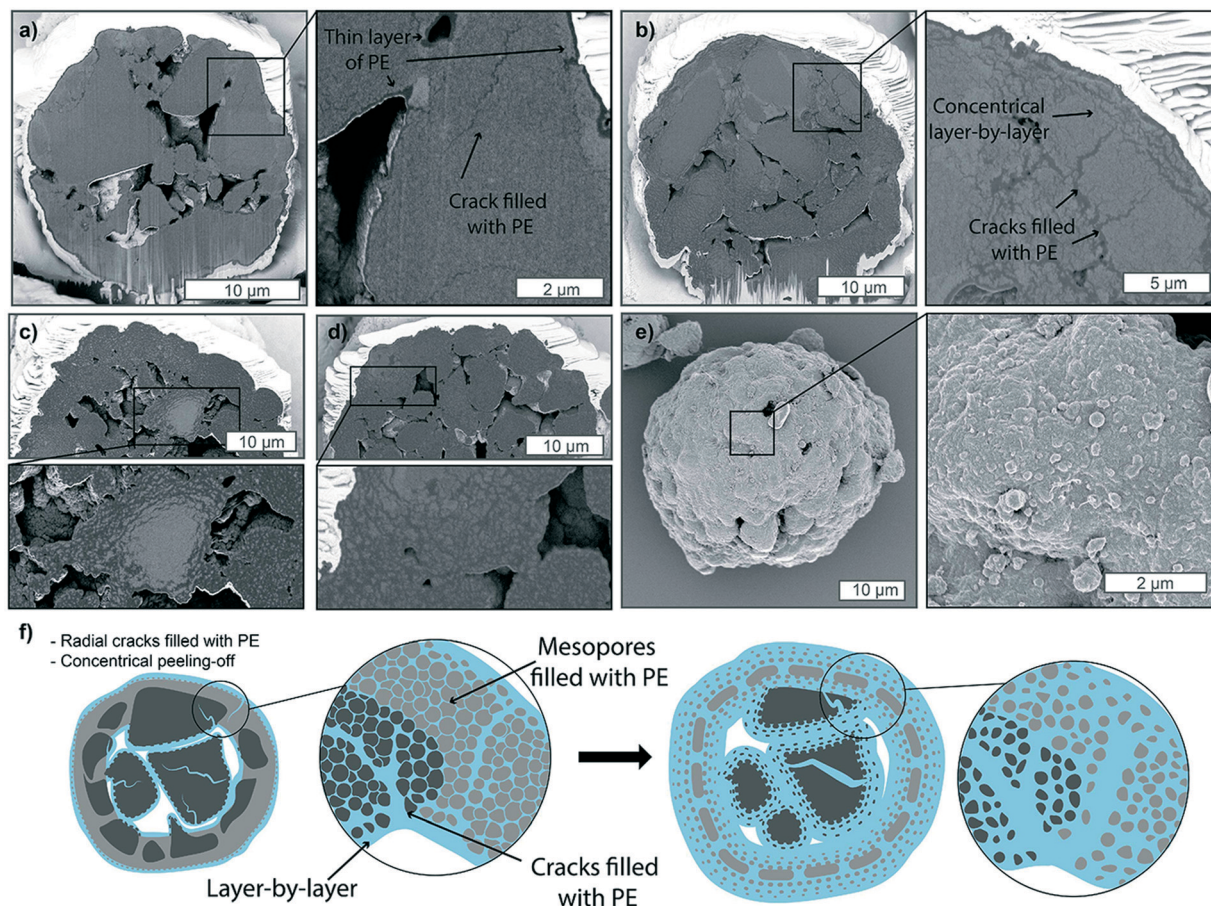 a)
Thin layer
of PE
Crack filled
with PE
10 µm
2 µm
b)
Concentrical
layer-by-layer
Cracks filled
with PE
10 µm
5 µm
c)
10 µm
d)
10 µm
e)
10 µm
2 µm
f)
- Radial cracks filled with PE
- Concentrical peeling-off
Mesopores
filled with PE
Layer-by-layer
Cracks filled
with PE